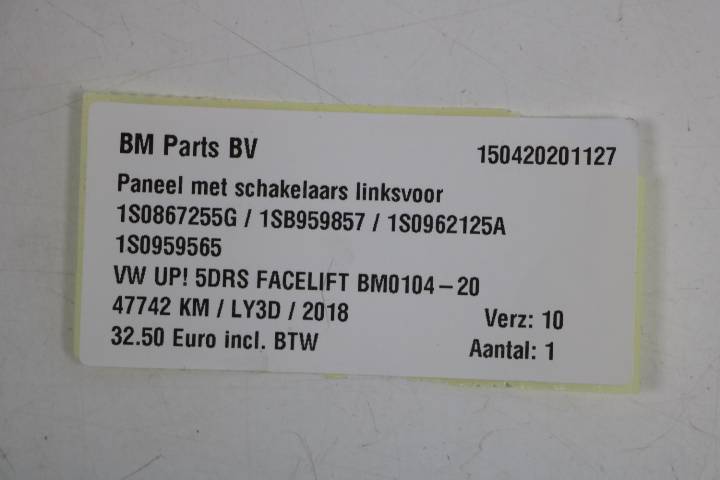 BM Parts BV 150420201127
Paneel met schakelaars linksvoor
1S0867255G / 1SB959857 / 1S0962125A
1S0959565
VW UP! 5DRS FACELIFT BM0104-20
47742 KM / LY3D / 2018 Verz: 10
32.50 Euro incl. BTW Aantal: 1